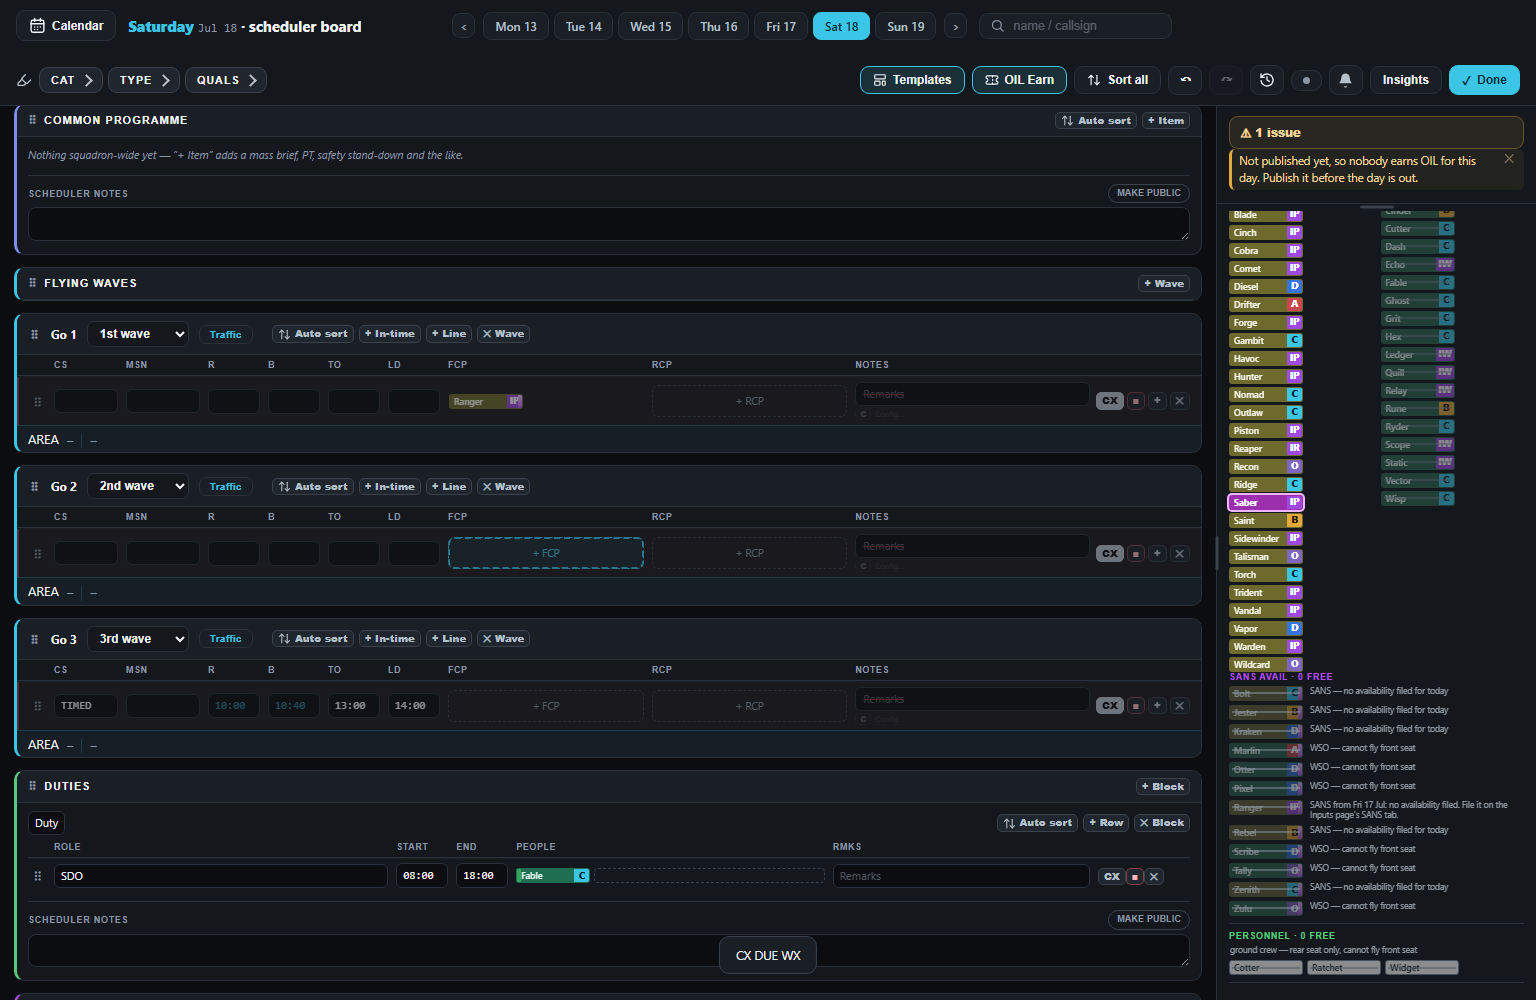 Calendar
Saturday Jul 18 · scheduler board
‹ Mon 13 Tue 14 Wed 15 Thu 16 Fri 17 Sat 18 Sun 19 ›
name / callsign
CAT TYPE QUALS
Templates OIL Earn Sort all Insights ✓ Done
COMMON PROGRAMME
Auto sort + Item
Nothing squadron-wide yet — "+ Item" adds a mass brief, PT, safety stand-down and the like.
SCHEDULER NOTES MAKE PUBLIC
FLYING WAVES + Wave
Go 1 1st wave Traffic Auto sort + In-time + Line × Wave
CS MSN R B TO LD FCP RCP NOTES
Ranger IP + RCP Remarks CX ■ + ×
C Config...
AREA – | –
Go 2 2nd wave Traffic Auto sort + In-time + Line × Wave
CS MSN R B TO LD FCP RCP NOTES
+ FCP + RCP Remarks CX ■ + ×
C Config...
AREA – | –
Go 3 3rd wave Traffic Auto sort + In-time + Line × Wave
CS MSN R B TO LD FCP RCP NOTES
TIMED 10:00 10:40 13:00 14:00 + FCP + RCP Remarks CX ■ + ×
C Config...
AREA – | –
DUTIES + Block
Duty Auto sort + Row × Block
ROLE START END PEOPLE RMKS
SDO 08:00 18:00 Fable C Remarks CX ■ ×
SCHEDULER NOTES MAKE PUBLIC
CX DUE WX
⚠ 1 issue
Not published yet, so nobody earns OIL for this
day. Publish it before the day is out.
Blade IP
Cinch IP
Cobra IP
Comet IP
Diesel D
Drifter A
Forge IP
Gambit C
Havoc IP
Hunter IP
Nomad C
Outlaw C
Piston IP
Reaper IR
Recon O
Ridge C
Saber IP
Saint B
Sidewinder IP
Talisman O
Torch C
Trident IP
Vandal IP
Vapor D
Warden IP
Wildcard O
Cinder B
Cutter C
Dash C
Echo IW
Fable C
Ghost C
Grit C
Hex C
Ledger IW
Quill IW
Relay IW
Rune B
Ryder C
Scope IW
Static IW
Vector C
Wisp C
SANS AVAIL · 0 FREE
Bolt C SANS — no availability filed for today
Jester B SANS — no availability filed for today
Kraken D SANS — no availability filed for today
Marlin A WSO — cannot fly front seat
Otter D WSO — cannot fly front seat
Pixel D WSO — cannot fly front seat
Ranger IP SANS from Fri 17 Jul: no availability filed. File it on the
Inputs page's SANS tab.
Rebel B SANS — no availability filed for today
Scribe D WSO — cannot fly front seat
Tally O WSO — cannot fly front seat
Zenith C SANS — no availability filed for today
Zulu O WSO — cannot fly front seat
PERSONNEL · 0 FREE
ground crew — rear seat only, cannot fly front seat
Cotter Ratchet Widget